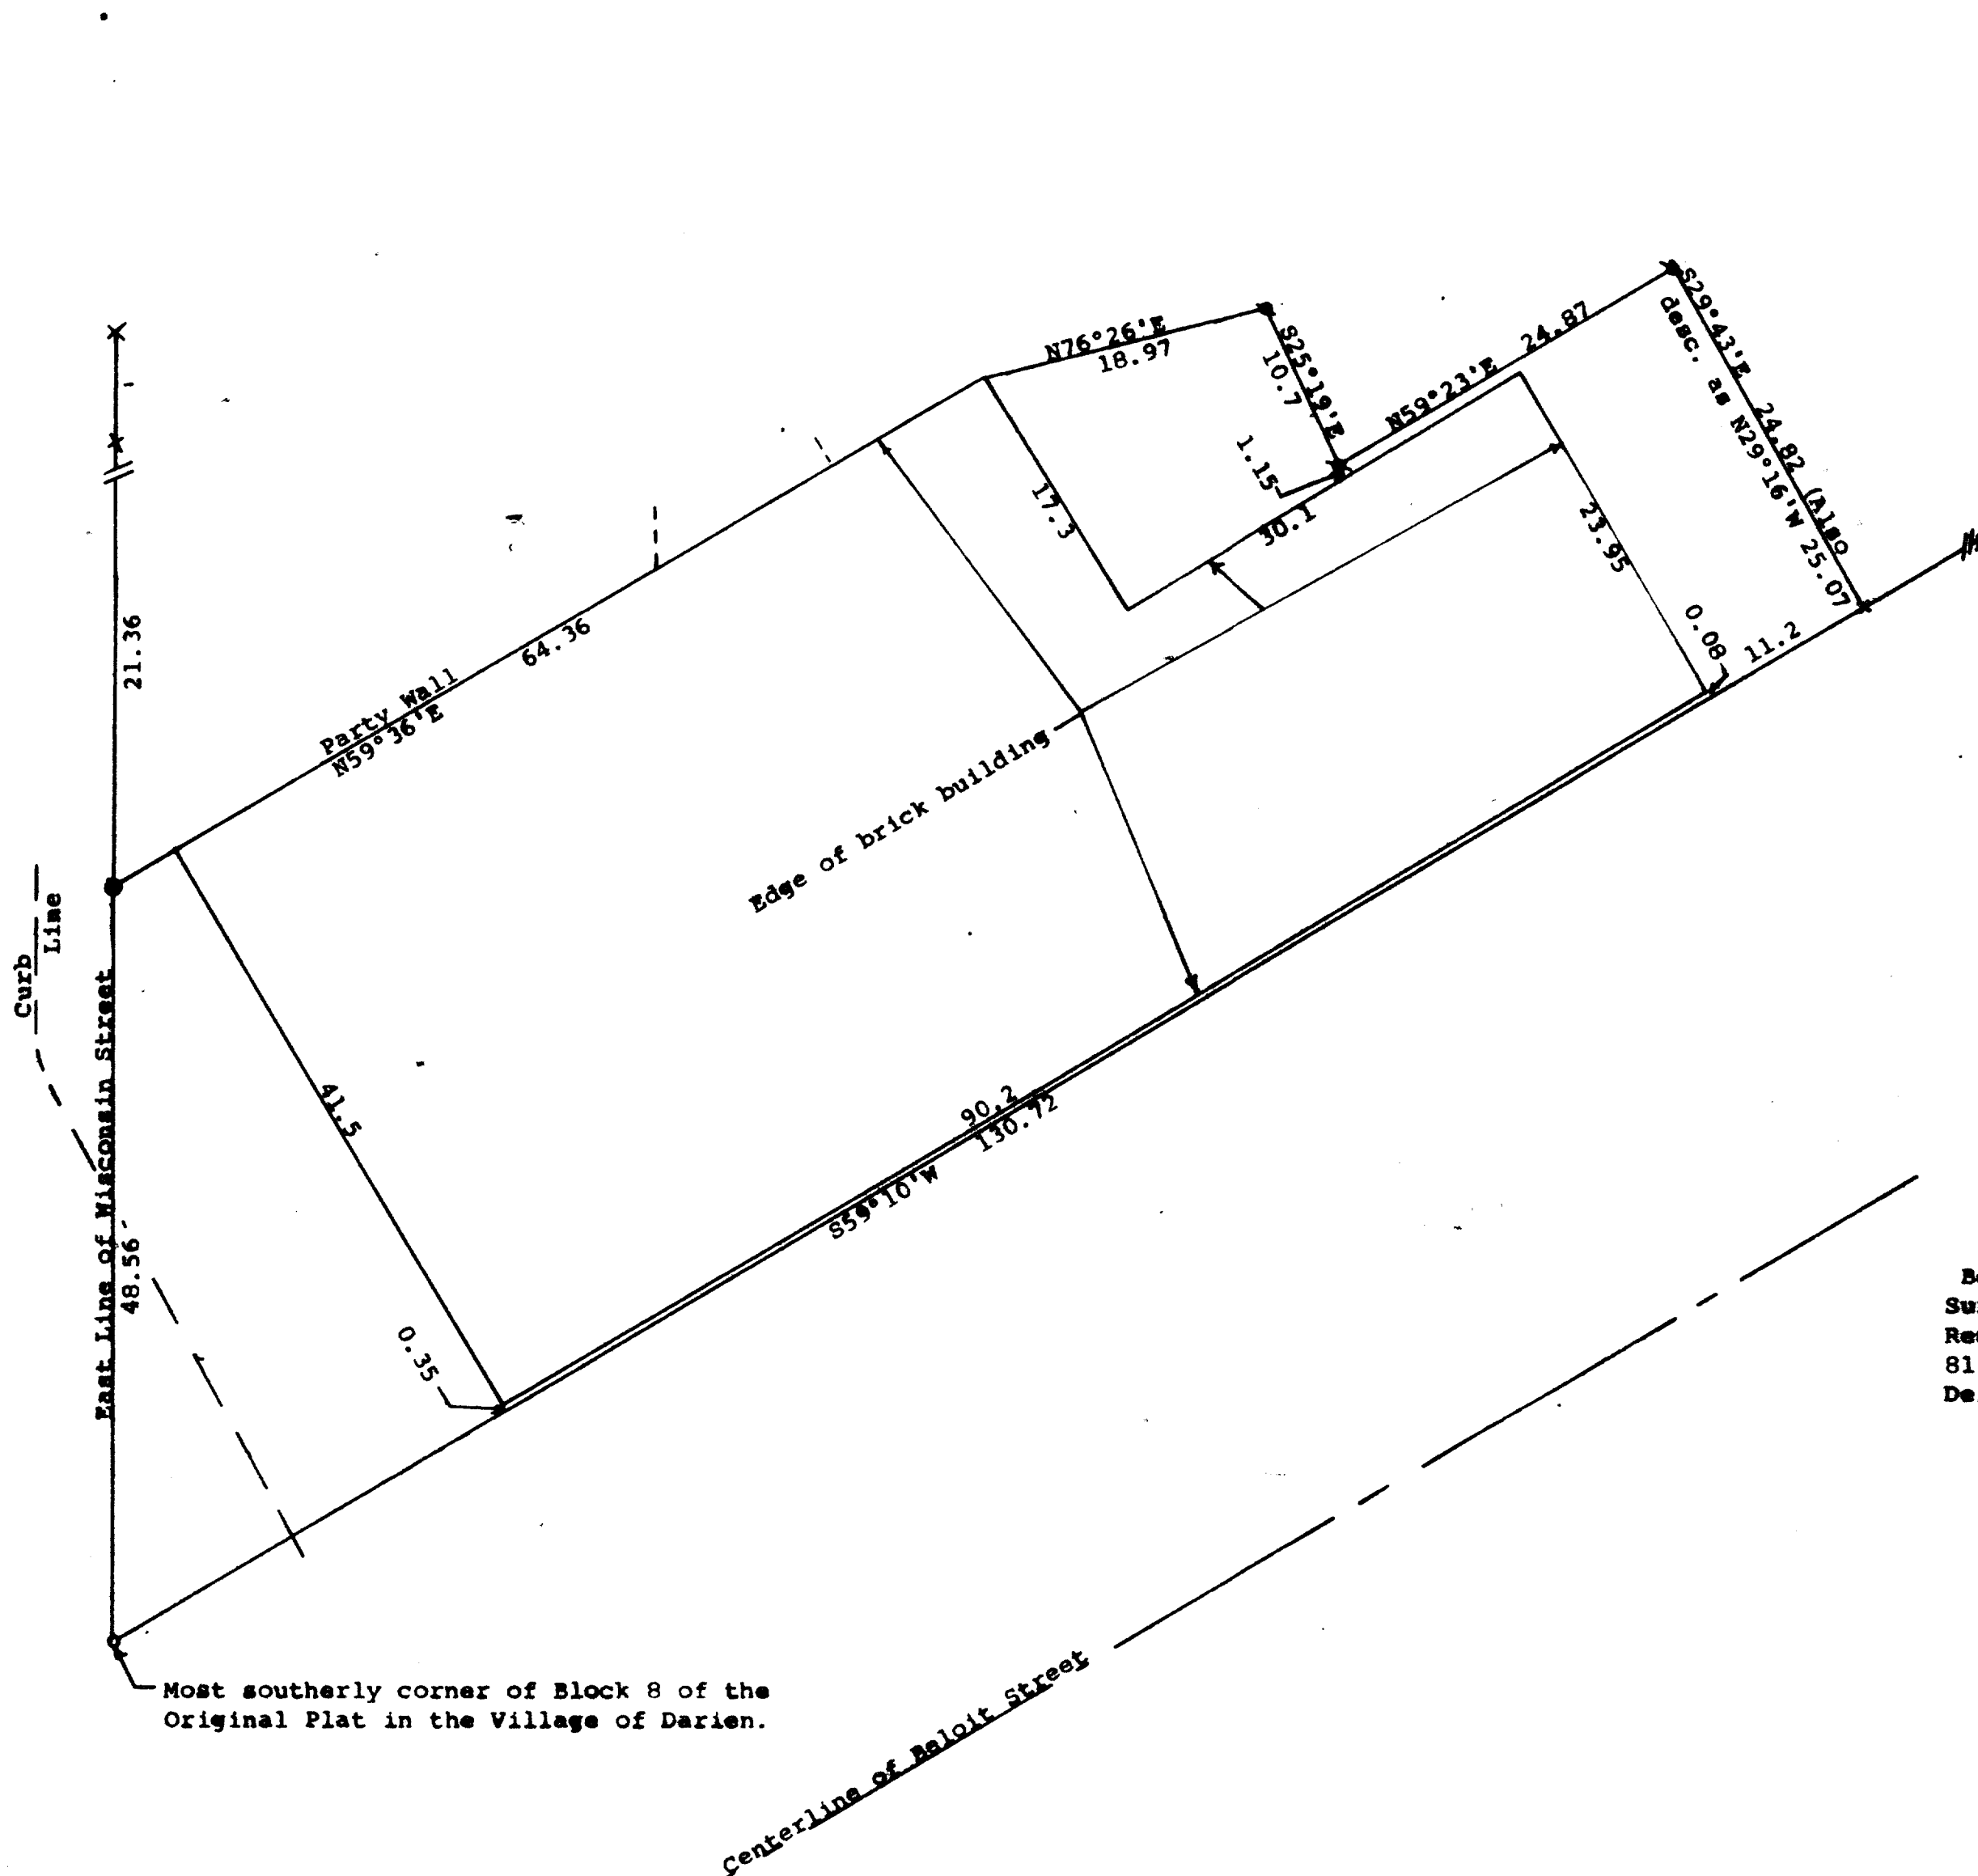 N76°26'E
18.97
S25°19'E
10.7
N59°23'E 24.87
S29°43'E 24.82 (Also
desc. as N29°16'W 25.07
1.15
30.1
17.3
23.95
0.08
11.2
21.36
64.36
Party Wall
N59°36'E
Edge of brick building
Curb
Line
East Line of Wisconsin Street
48.56
41.5
90.2
130.72
S59°10'W
0.35
Most southerly corner of Block 8 of the
Original Plat in the Village of Darien.
Centerline of Beloit Street
81
De